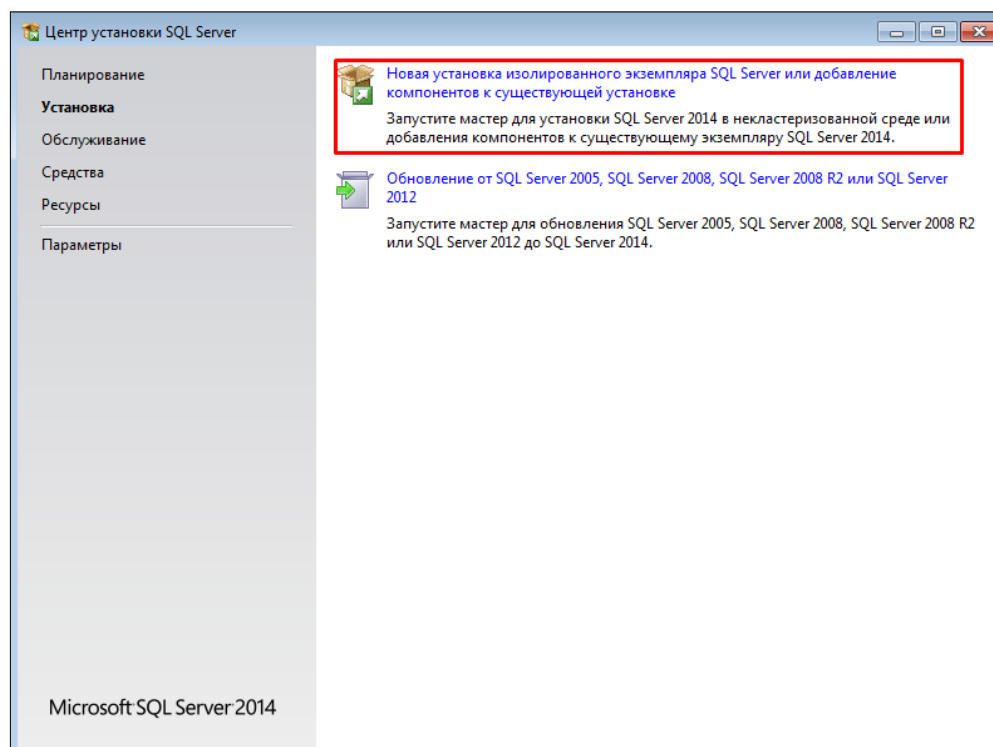 Центр установки SQL Server
Планирование
Установка
Обслуживание
Средства
Ресурсы
Параметры
Новая установка изолированного экземпляра SQL Server или добавление
компонентов к существующей установке
Запустите мастер для установки SQL Server 2014 в некластеризованной среде или
добавления компонентов к существующему экземпляру SQL Server 2014.
Обновление от SQL Server 2005, SQL Server 2008, SQL Server 2008 R2 или SQL Server
2012
Запустите мастер для обновления SQL Server 2005, SQL Server 2008, SQL Server 2008 R2
или SQL Server 2012 до SQL Server 2014.
Microsoft SQL Server 2014